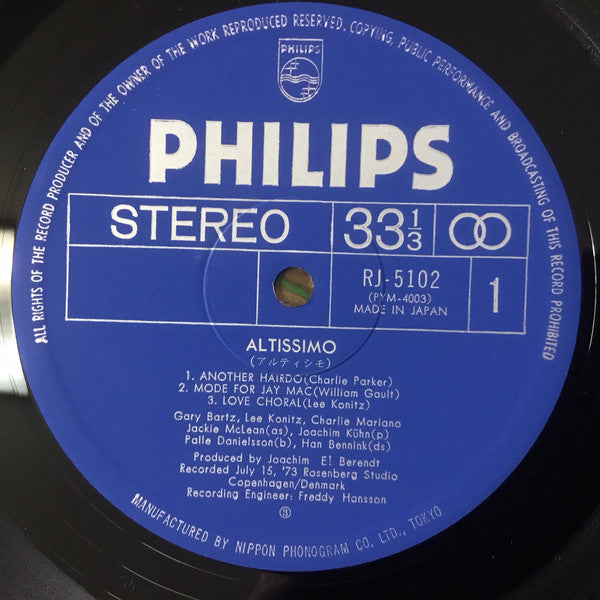 ALL RIGHTS OF THE RECORD PRODUCER AND OF THE OWNER OF THE WORK REPRODUCED RESERVED. COPYING, PUBLIC PERFORMANCE AND BROADCASTING OF THIS RECORD PROHIBITED
PHILIPS
PHILIPS
STEREO 33 1/3
RJ-5102
(PYM-4003)
MADE IN JAPAN
1
ALTISSIMO
(アルティシモ)
1. ANOTHER HAIRDO(Charlie Parker)
2. MODE FOR JAY MAC(William Gault)
3. LOVE CHORAL(Lee Konitz)
Gary Bartz, Lee Konitz, Charlie Mariano
Jackie McLean(as), Joachim Kühn(p)
Palle Danielsson(b), Han Bennink(ds)
Produced by Joachim E! Berendt
Recorded July 15, '73 Rosenberg Studio
Copenhagen/Denmark
Recording Engineer: Freddy Hansson
MANUFACTURED BY NIPPON PHONOGRAM CO. LTD., TOKYO